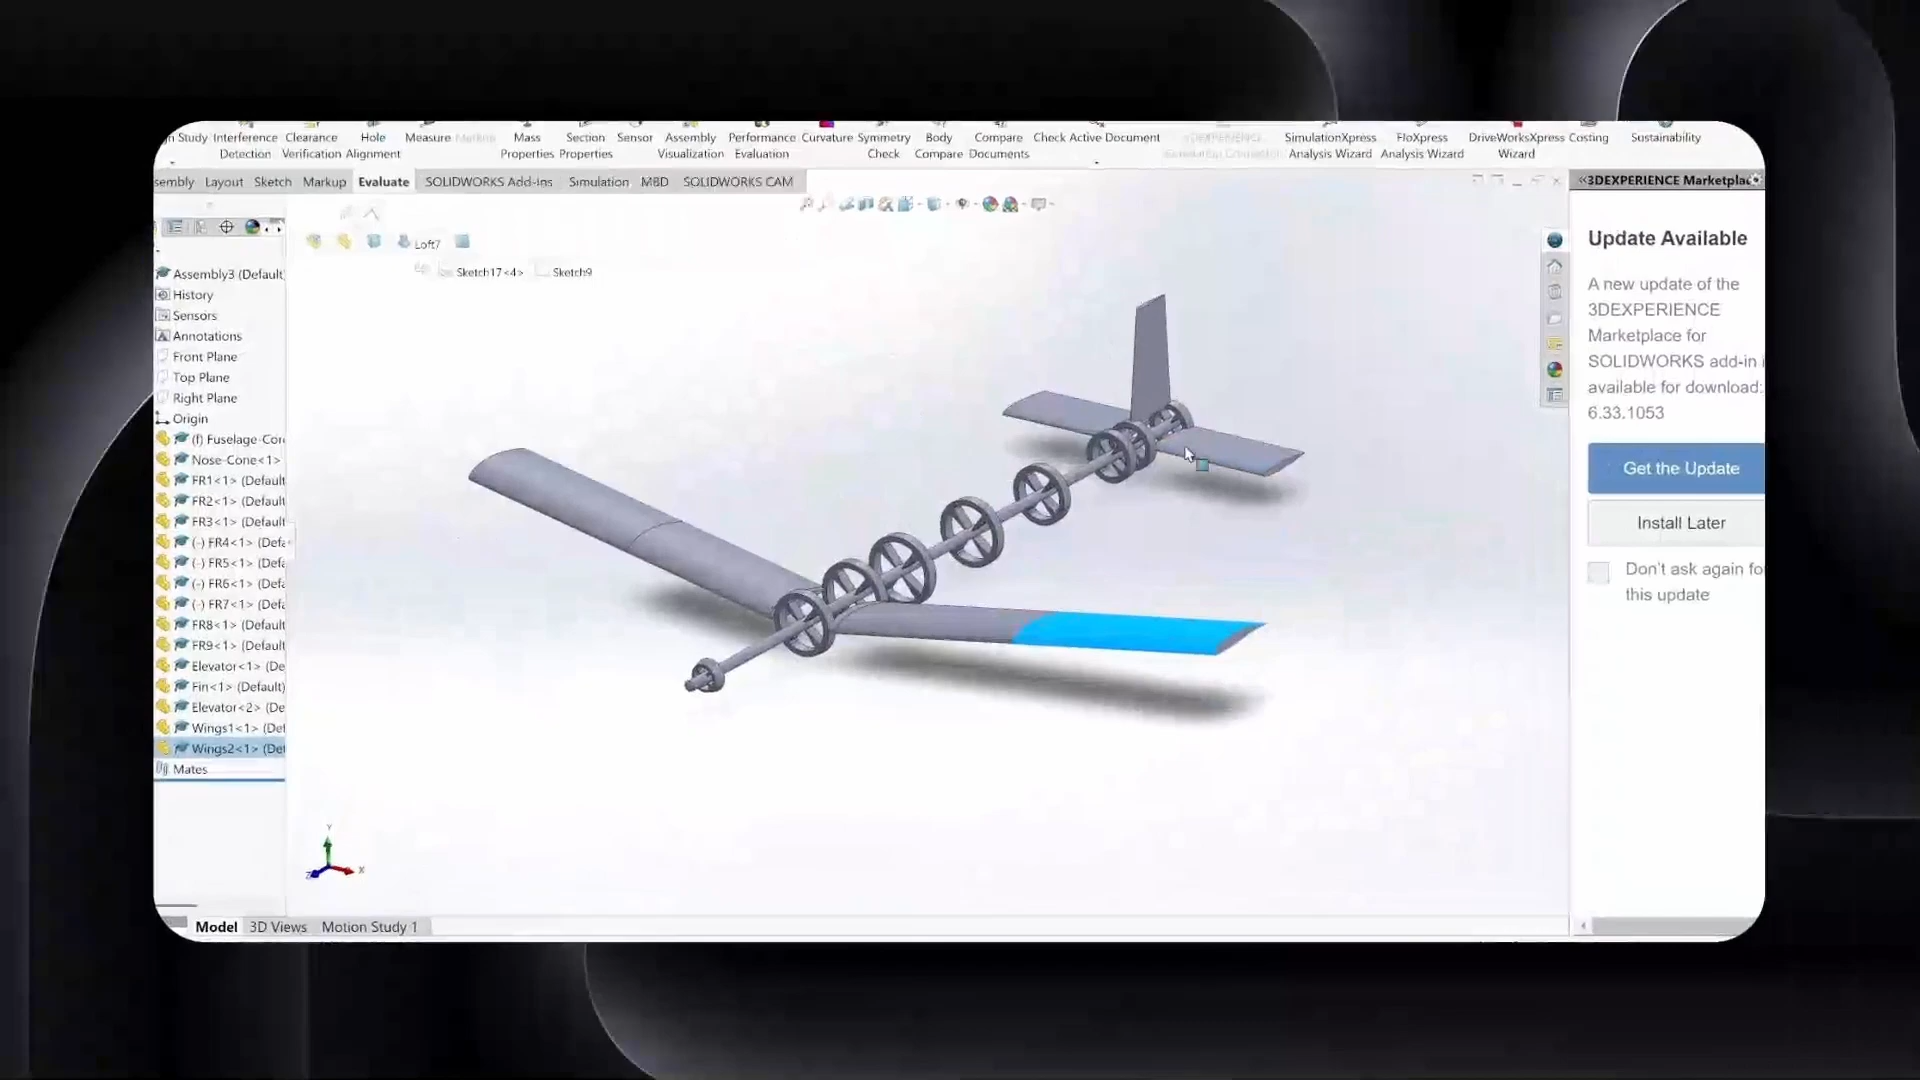 n Study Interference Clearance Hole Measure Markup Mass Section Sensor Assembly Performance Curvature Symmetry Body Compare Check Active Document SimulationXpress FloXpress DriveWorksXpress Costing Sustainability
Detection Verification Alignment Properties Properties Visualization Evaluation Check Compare Documents Analysis Wizard Analysis Wizard Wizard
sembly Layout Sketch Markup Evaluate SOLIDWORKS Add-Ins Simulation MBD SOLIDWORKS CAM
«3DEXPERIENCE Marketplac
Loft7
Sketch17<4> Sketch9
Assembly3 (Default
History
Sensors
Annotations
Front Plane
Top Plane
Right Plane
Origin
(f) Fuselage-Cor
Nose-Cone<1>
FR1<1> (Default
FR2<1> (Default
FR3<1> (Default
(-) FR4<1> (Defa
(-) FR5<1> (Defa
(-) FR6<1> (Defa
(-) FR7<1> (Defa
FR8<1> (Default
FR9<1> (Default
Elevator<1> (De
Fin<1> (Default)
Elevator<2> (De
Wings1<1> (Def
Wings2<1> (Def
Mates
Y
X
Z
Model 3D Views Motion Study 1
Update Available
A new update of the
3DEXPERIENCE
Marketplace for
SOLIDWORKS add-in i
available for download:
6.33.1053
Get the Update
Install Later
Don't ask again fo
this update